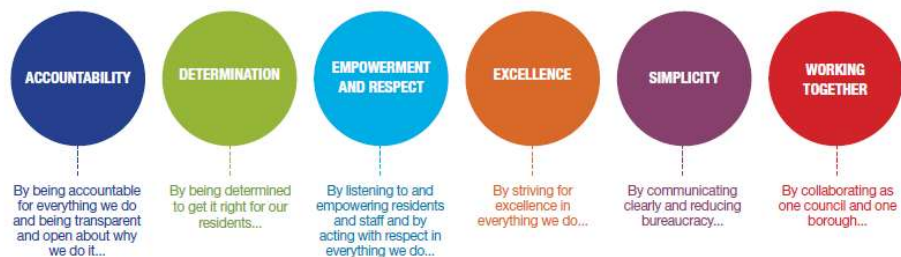 ACCOUNTABILITY
DETERMINATION
EMPOWERMENT
AND RESPECT
EXCELLENCE
SIMPLICITY
WORKING
TOGETHER
By being accountable
for everything we do
and being transparent
and open about why
we do it...
By being determined
to get it right for our
residents...
By listening to and
empowering residents
and staff and by
acting with respect in
everything we do...
By striving for
excellence in
everything we do...
By communicating
clearly and reducing
bureaucracy...
By collaborating as
one council and one
borough...